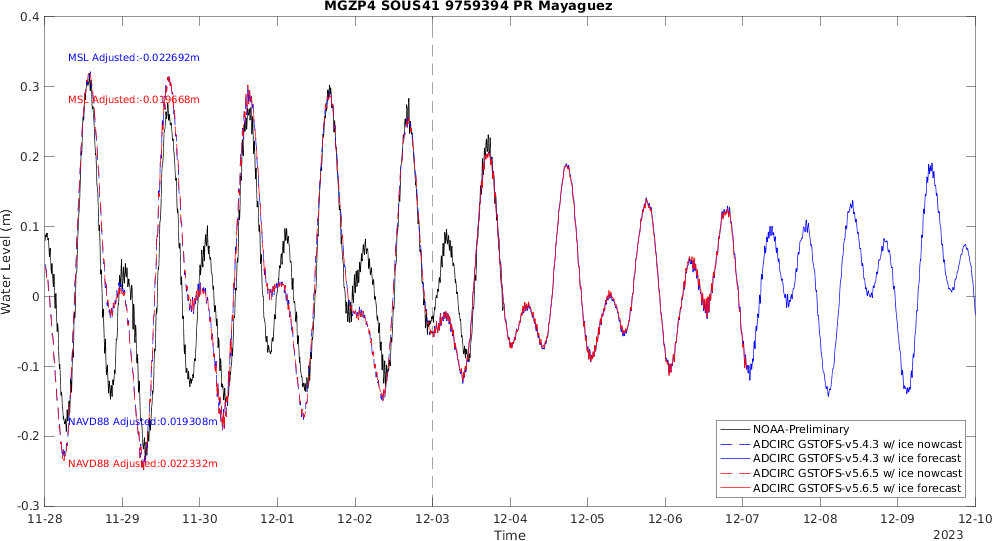 MGZP4 SOUS41 9759394 PR Mayaguez
0.4
0.3
0.2
0.1
0
-0.1
-0.2
-0.3
Water Level (m)
MSL Adjusted:-0.022692m
MSL Adjusted:-0.019668m
NAVD88 Adjusted:0.019308m
NAVD88 Adjusted:0.022332m
NOAA-Preliminary
ADCIRC GSTOFS-v5.4.3 w/ ice nowcast
ADCIRC GSTOFS-v5.4.3 w/ ice forecast
ADCIRC GSTOFS-v5.6.5 w/ ice nowcast
ADCIRC GSTOFS-v5.6.5 w/ ice forecast
11-28 11-29 11-30 12-01 12-02 12-03 12-04 12-05 12-06 12-07 12-08 12-09 12-10
Time
2023